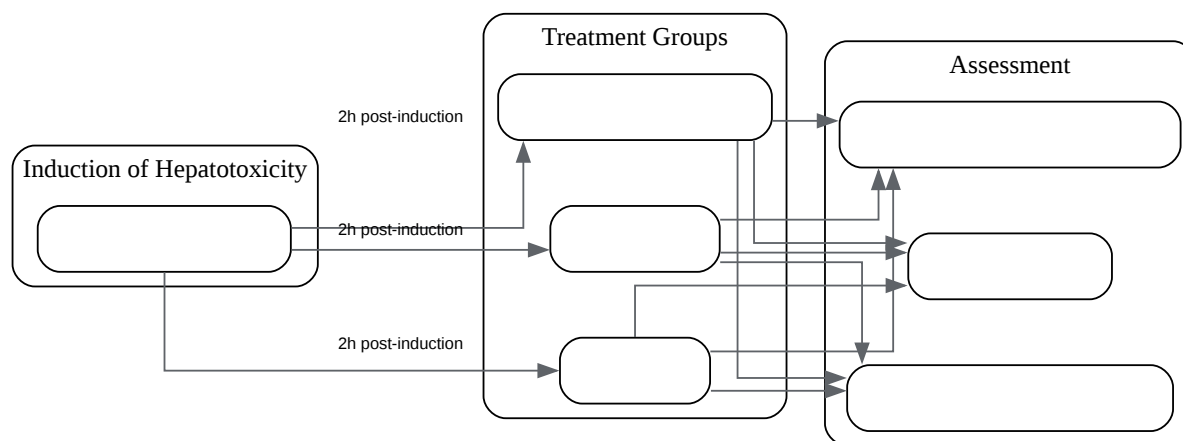 Treatment Groups
Assessment
2h post-induction
Induction of Hepatotoxicity
2h post-induction
2h post-induction